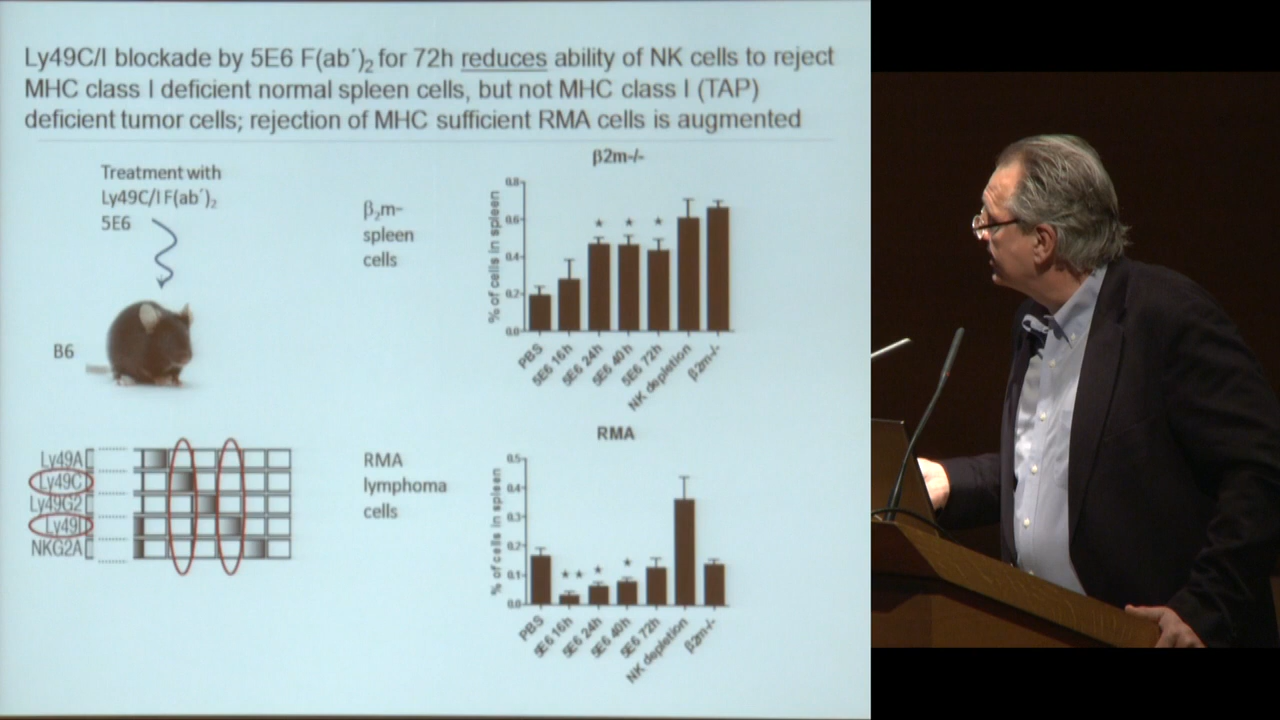 Ly49C/I blockade by 5E6 F(ab´)₂ for 72h reduces ability of NK cells to reject
MHC class I deficient normal spleen cells, but not MHC class I (TAP)
deficient tumor cells; rejection of MHC sufficient RMA cells is augmented
Treatment with
Ly49C/I F(ab´)₂
5E6
B6
β₂m-
spleen
cells
β2m-/-
% of cells in spleen
0.8
0.6
0.4
0.2
0.0
* * *
PBS
5E6 16h
5E6 24h
5E6 40h
5E6 72h
NK depletion
β2m-/-
Ly49A
Ly49C
Ly49G2
Ly49I
NKG2A
RMA
lymphoma
cells
RMA
% of cells in spleen
0.5
0.4
0.3
0.2
0.1
0.0
** * *
PBS
5E6 16h
5E6 24h
5E6 40h
5E6 72h
NK depletion
β2m-/-